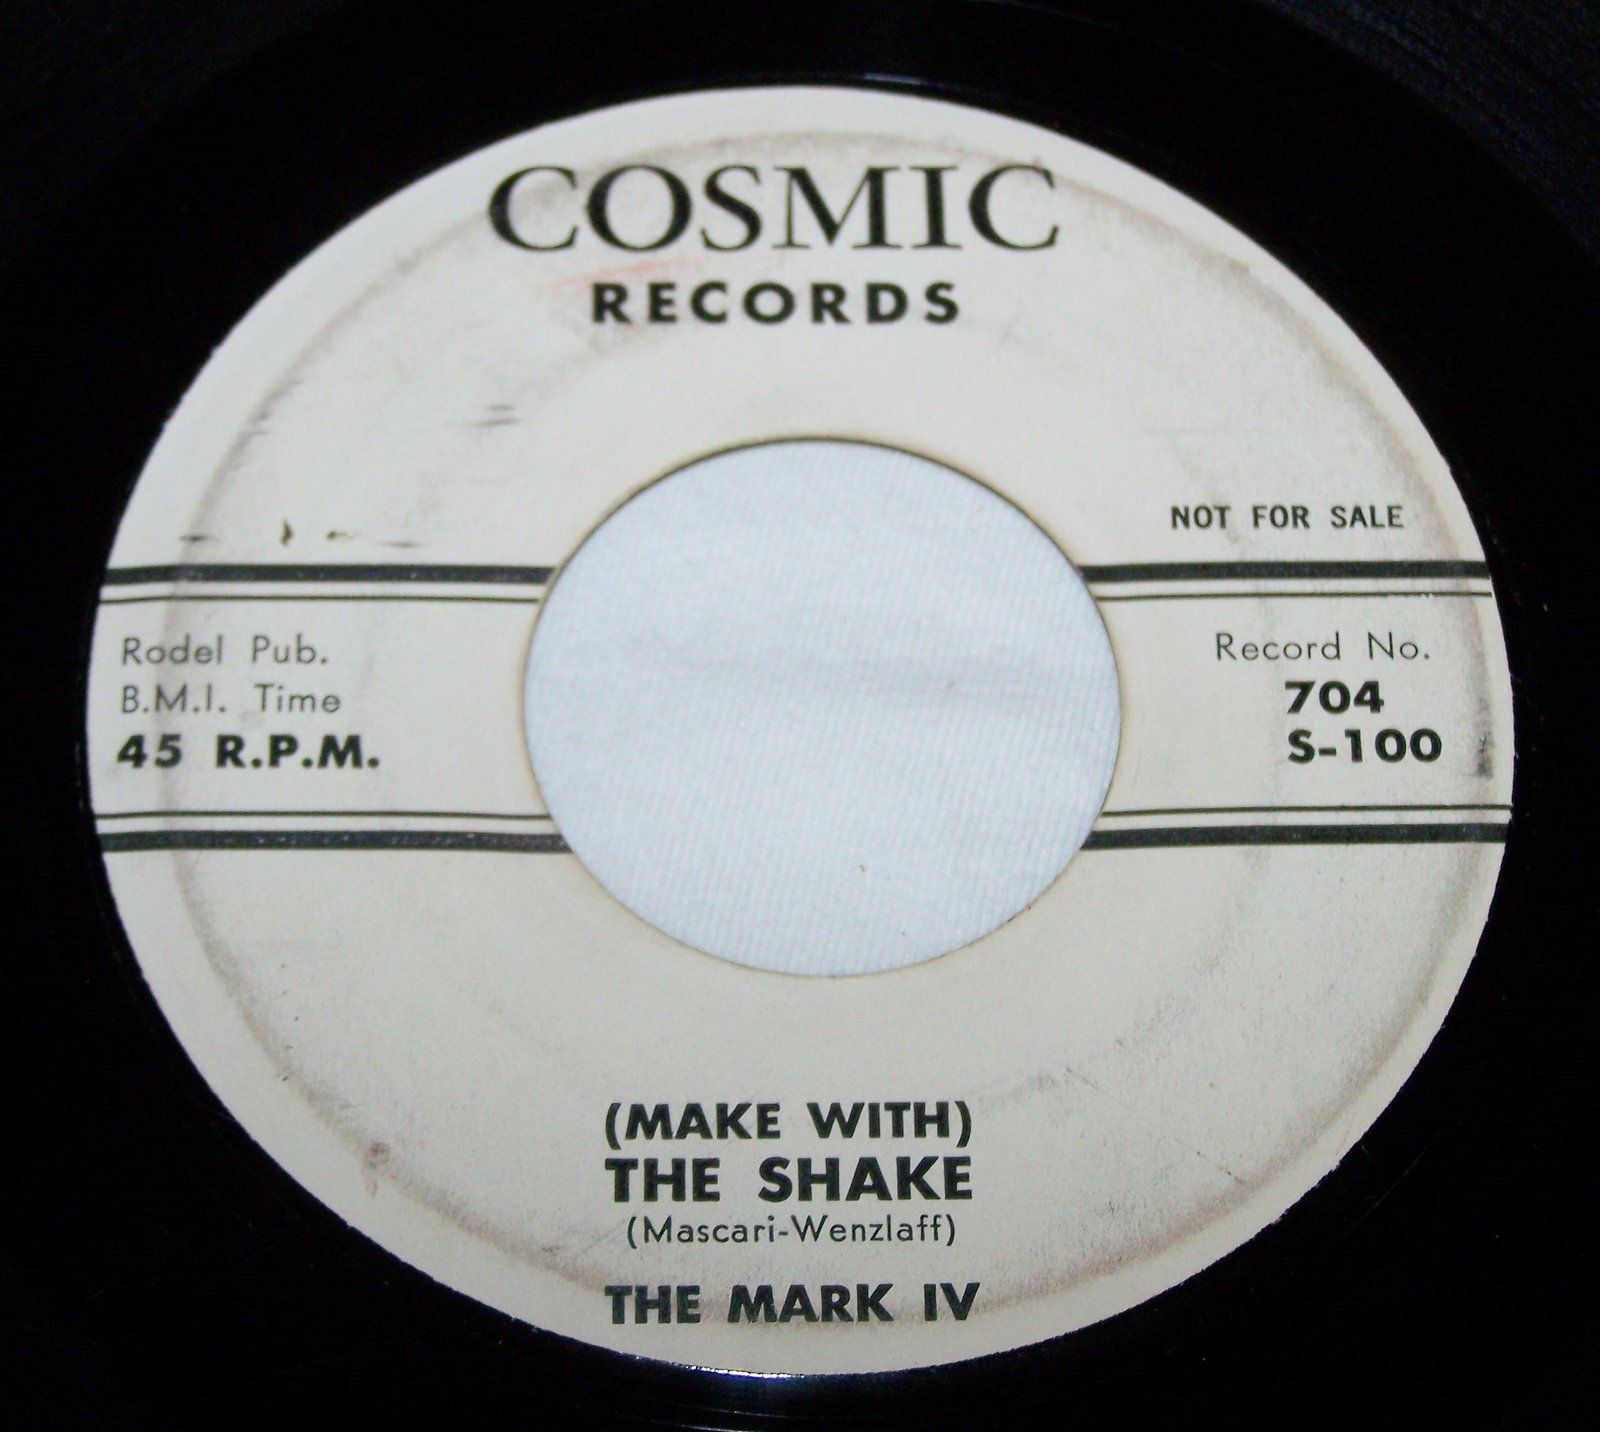 COSMIC
RECORDS
NOT FOR SALE
Rodel Pub.
B.M.I. Time
45 R.P.M.
Record No.
704
S-100
(MAKE WITH)
THE SHAKE
(Mascari-Wenzlaff)
THE MARK IV